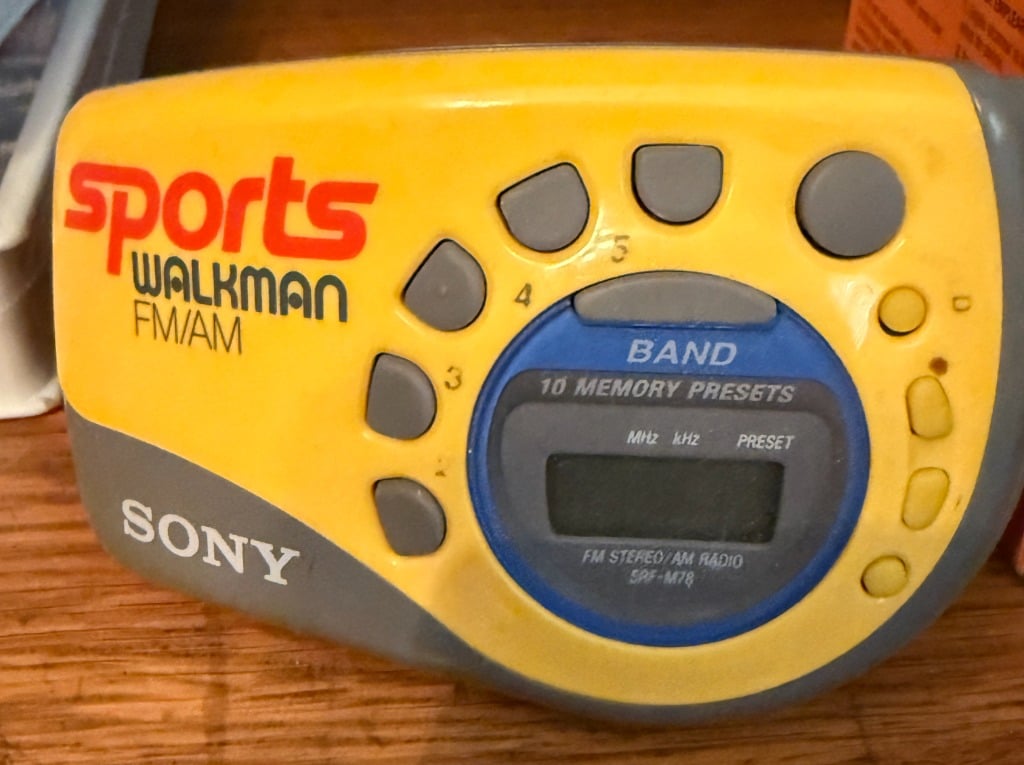 sports
WALKMAN
FM/AM
5
4
3
2
BAND
10 MEMORY PRESETS
MHz kHz PRESET
FM STEREO/AM RADIO
SRF-M78
SONY